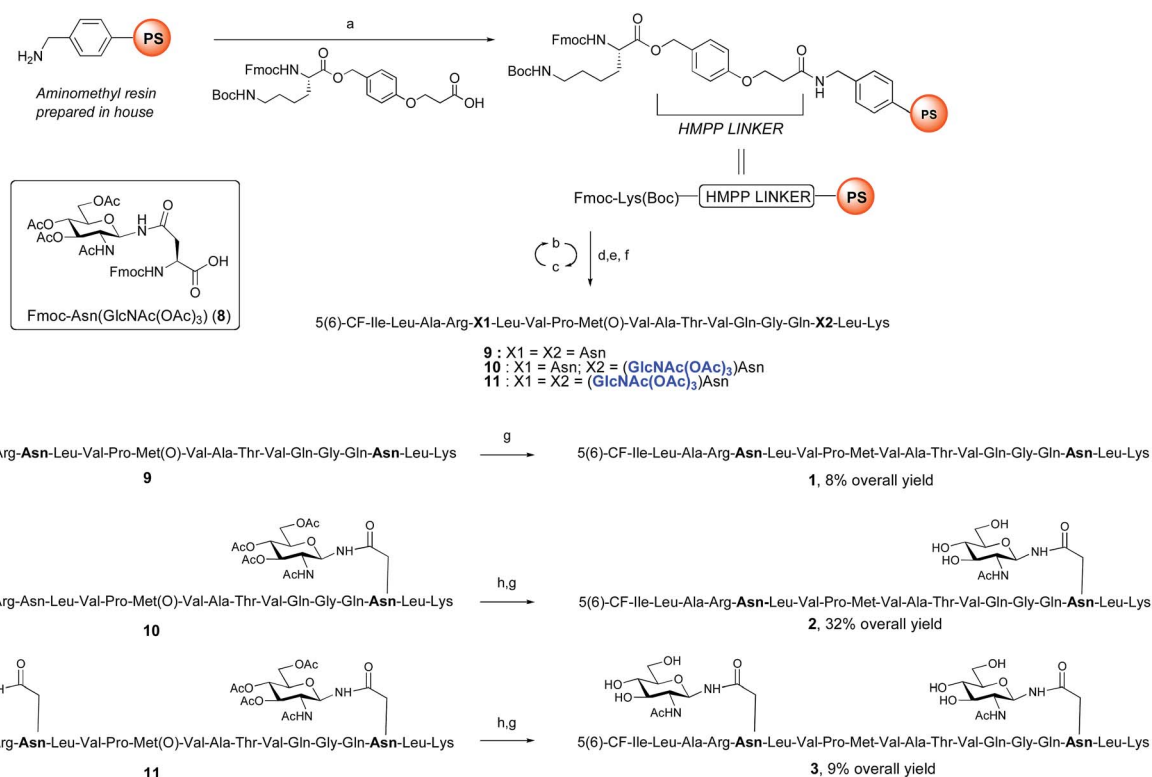 a
H₂N
PS
FmocHN
O
O
BocHN
O
O
OH
Aminomethyl resin
prepared in house
FmocHN
O
O
BocHN
O
O
N
H
PS
HMPP LINKER
Fmoc-Lys(Boc) HMPP LINKER PS
OAc
O
AcO
AcO
AcHN
H
N
O
FmocHN
OH
O
Fmoc-Asn(GlcNAc(OAc)₃) (8)
b
c
d,e, f
5(6)-CF-Ile-Leu-Ala-Arg-X1-Leu-Val-Pro-Met(O)-Val-Ala-Thr-Val-Gln-Gly-Gln-X2-Leu-Lys
9 : X1 = X2 = Asn
10 : X1 = Asn; X2 = (GlcNAc(OAc)₃)Asn
11 : X1 = X2 = (GlcNAc(OAc)₃)Asn
rg-Asn-Leu-Val-Pro-Met(O)-Val-Ala-Thr-Val-Gln-Gly-Gln-Asn-Leu-Lys
9
g
5(6)-CF-Ile-Leu-Ala-Arg-Asn-Leu-Val-Pro-Met-Val-Ala-Thr-Val-Gln-Gly-Gln-Asn-Leu-Lys
1, 8% overall yield
OAc
O
AcO
AcO
AcHN
NH
O
rg-Asn-Leu-Val-Pro-Met(O)-Val-Ala-Thr-Val-Gln-Gly-Gln-Asn-Leu-Lys
10
h,g
OH
O
HO
HO
AcHN
NH
O
5(6)-CF-Ile-Leu-Ala-Arg-Asn-Leu-Val-Pro-Met-Val-Ala-Thr-Val-Gln-Gly-Gln-Asn-Leu-Lys
2, 32% overall yield
O
OAc
O
AcO
AcO
AcHN
NH
O
rg-Asn-Leu-Val-Pro-Met(O)-Val-Ala-Thr-Val-Gln-Gly-Gln-Asn-Leu-Lys
11
h,g
OH
O
HO
HO
AcHN
NH
O
OH
O
HO
HO
AcHN
NH
O
5(6)-CF-Ile-Leu-Ala-Arg-Asn-Leu-Val-Pro-Met-Val-Ala-Thr-Val-Gln-Gly-Gln-Asn-Leu-Lys
3, 9% overall yield